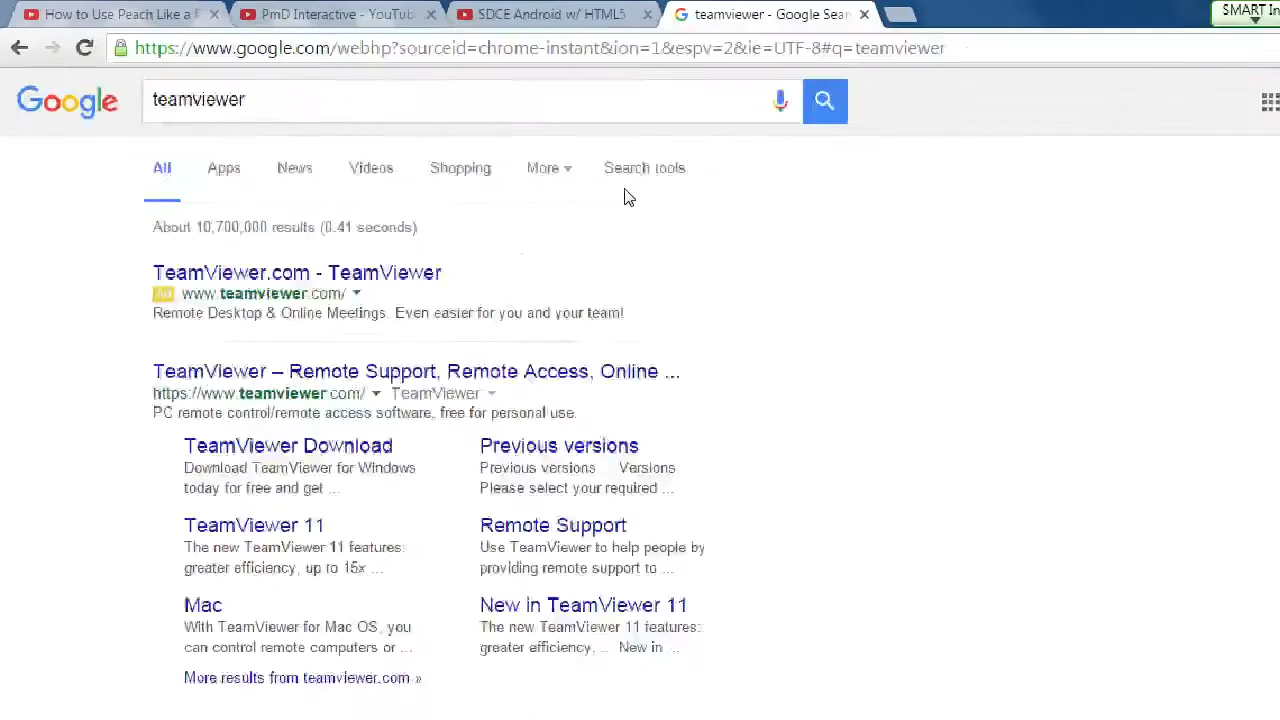 How to Use Peach Like a
PmD Interactive - YouTub
SDCE Android w/ HTML5
teamviewer - Google Sear
SMART In
https://www.google.com/webhp?sourceid=chrome-instant&ion=1&espv=2&ie=UTF-8#q=teamviewer
Google
teamviewer
All Apps News Videos Shopping More Search tools
About 10,700,000 results (0.41 seconds)
TeamViewer.com - TeamViewer
Ad www.teamviewer.com/
Remote Desktop & Online Meetings. Even easier for you and your team!
TeamViewer – Remote Support, Remote Access, Online ...
https://www.teamviewer.com/ TeamViewer
PC remote control/remote access software, free for personal use.
TeamViewer Download
Download TeamViewer for Windows
today for free and get ...
Previous versions
Previous versions Versions
Please select your required ...
TeamViewer 11
The new TeamViewer 11 features:
greater efficiency, up to 15x ...
Remote Support
Use TeamViewer to help people by
providing remote support to ...
Mac
With TeamViewer for Mac OS, you
can control remote computers or ...
New in TeamViewer 11
The new TeamViewer 11 features:
greater efficiency, ... New in ...
More results from teamviewer.com »